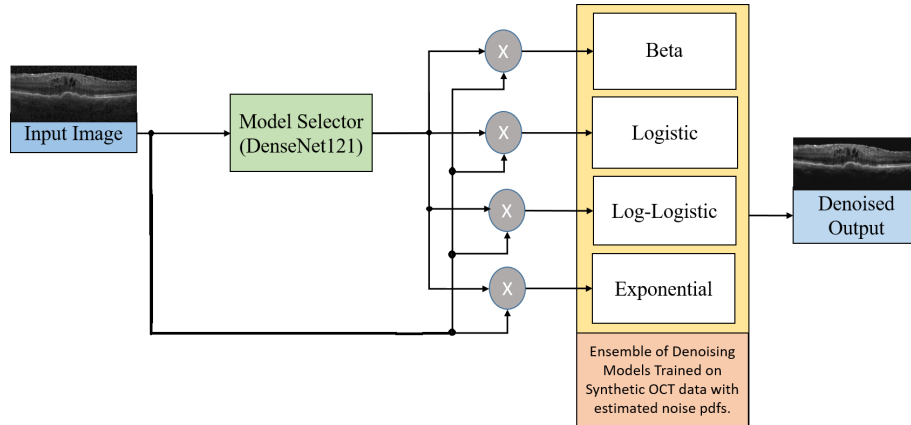 Input Image
Model Selector
(DenseNet121)
X
X
X
X
Beta
Logistic
Log-Logistic
Exponential
Ensemble of Denoising
Models Trained on
Synthetic OCT data with
estimated noise pdfs.
Denoised
Output